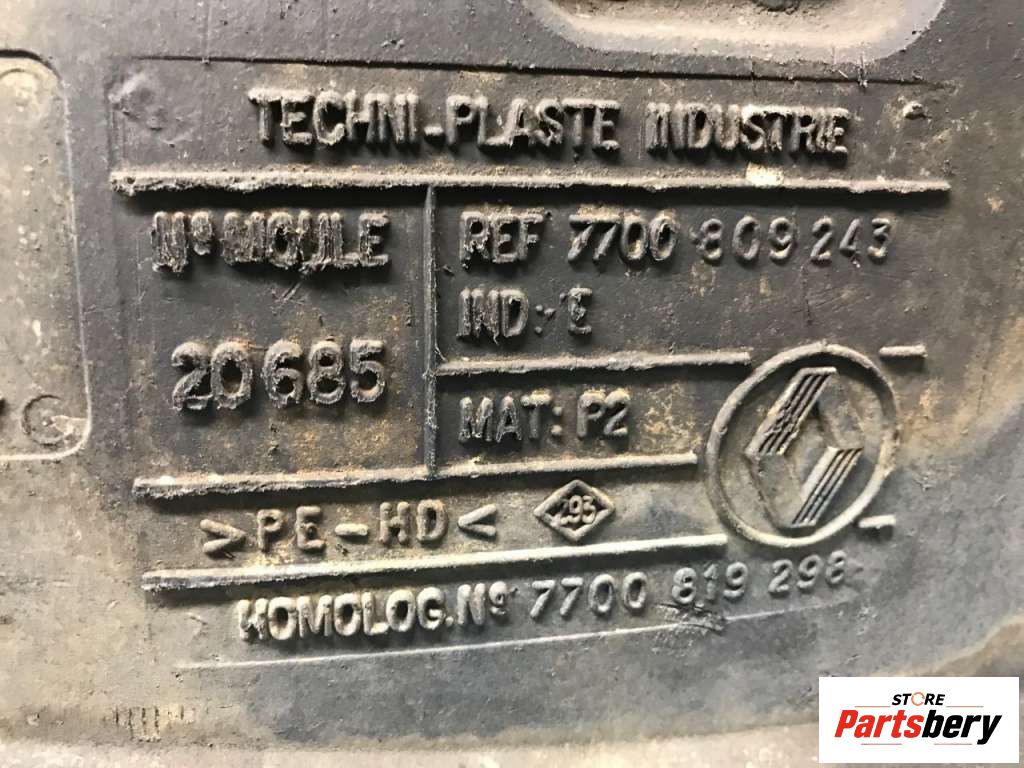 TECHNI-PLASTE INDUSTRIE
Nº MOULE
20685
REF 7700 809 243
IND: E
MAT: P2
>PE-HD<
293
HOMOLOG. Nº 7700 819 298
STORE
Partsbery